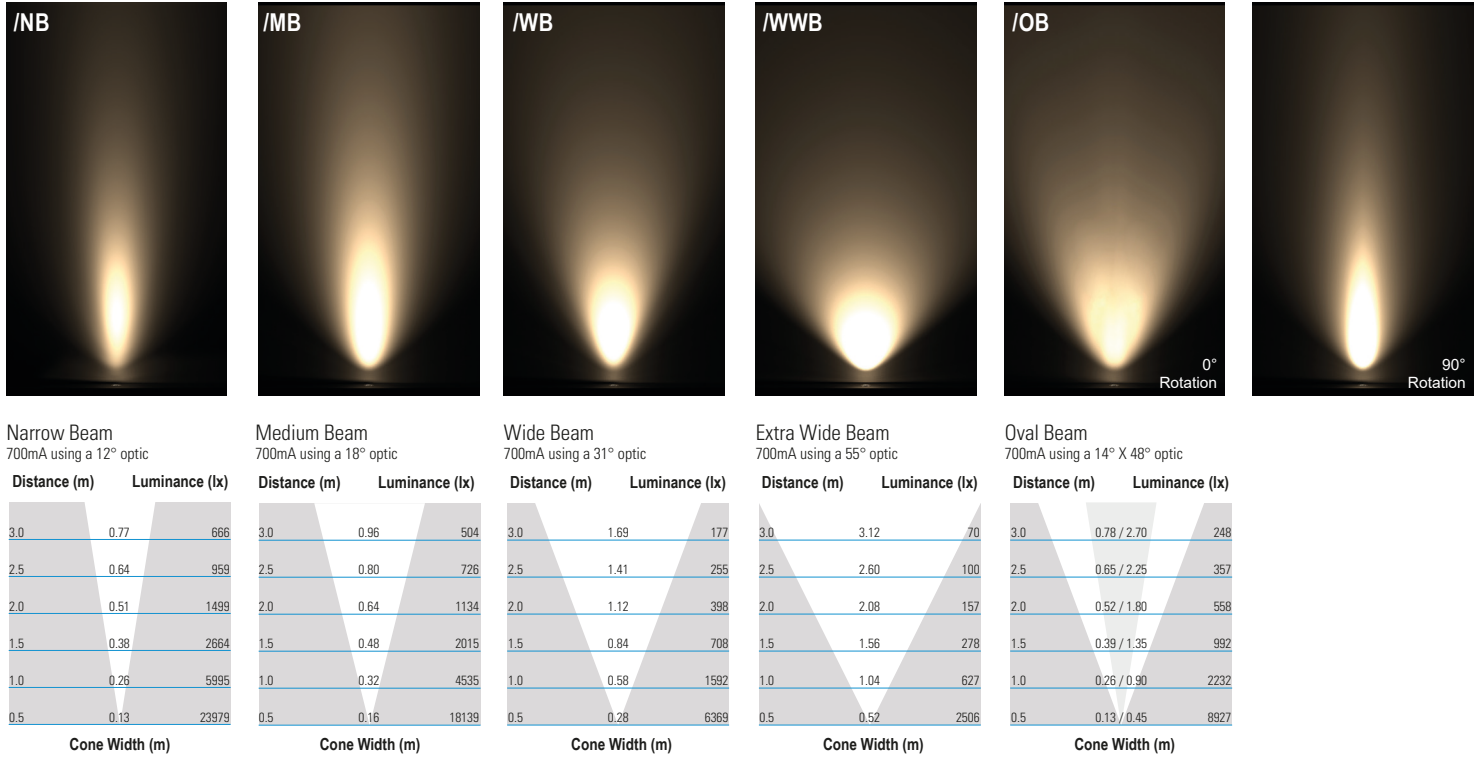 /NB
/MB
/WB
/WWB
/OB
0°
Rotation
90°
Rotation
Narrow Beam
700mA using a 12° optic
Distance (m) Luminance (lx)
3.0 0.77 666
2.5 0.64 959
2.0 0.51 1499
1.5 0.38 2664
1.0 0.26 5995
0.5 0.13 23979
Cone Width (m)
Medium Beam
700mA using a 18° optic
Distance (m) Luminance (lx)
3.0 0.96 504
2.5 0.80 726
2.0 0.64 1134
1.5 0.48 2015
1.0 0.32 4535
0.5 0.16 18139
Cone Width (m)
Wide Beam
700mA using a 31° optic
Distance (m) Luminance (lx)
3.0 1.69 177
2.5 1.41 255
2.0 1.12 398
1.5 0.84 708
1.0 0.58 1592
0.5 0.28 6369
Cone Width (m)
Extra Wide Beam
700mA using a 55° optic
Distance (m) Luminance (lx)
3.0 3.12 70
2.5 2.60 100
2.0 2.08 157
1.5 1.56 278
1.0 1.04 627
0.5 0.52 2506
Cone Width (m)
Oval Beam
700mA using a 14° X 48° optic
Distance (m) Luminance (lx)
3.0 0.78 / 2.70 248
2.5 0.65 / 2.25 357
2.0 0.52 / 1.80 558
1.5 0.39 / 1.35 992
1.0 0.26 / 0.90 2232
0.5 0.13 / 0.45 8927
Cone Width (m)